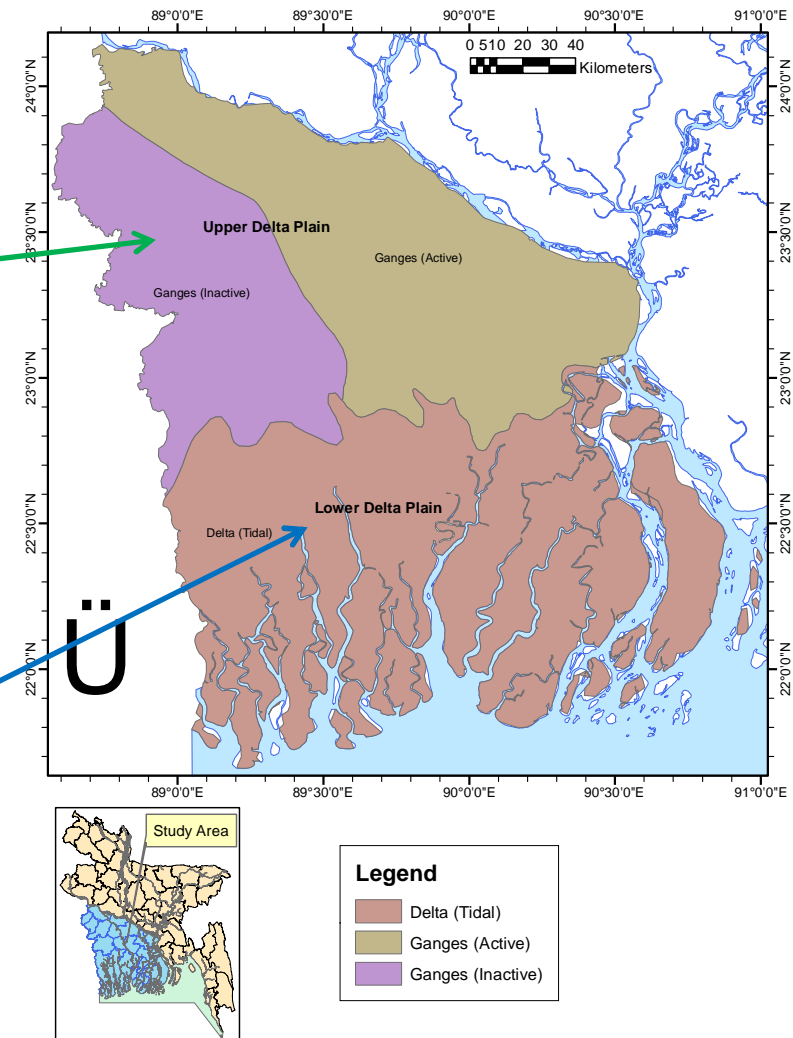 89°0'0"E 89°30'0"E 90°0'0"E 90°30'0"E 91°0'0"E
0 5 10 20 30 40
Kilometers
24°0'0"N 24°0'0"N
Upper Delta Plain
23°30'0"N 23°30'0"N
Ganges (Active)
Ganges (Inactive)
23°0'0"N 23°0'0"N
Lower Delta Plain
22°30'0"N 22°30'0"N
Delta (Tidal)
Ü
22°0'0"N 22°0'0"N
89°0'0"E 89°30'0"E 90°0'0"E 90°30'0"E 91°0'0"E
Study Area
Legend
Delta (Tidal)
Ganges (Active)
Ganges (Inactive)